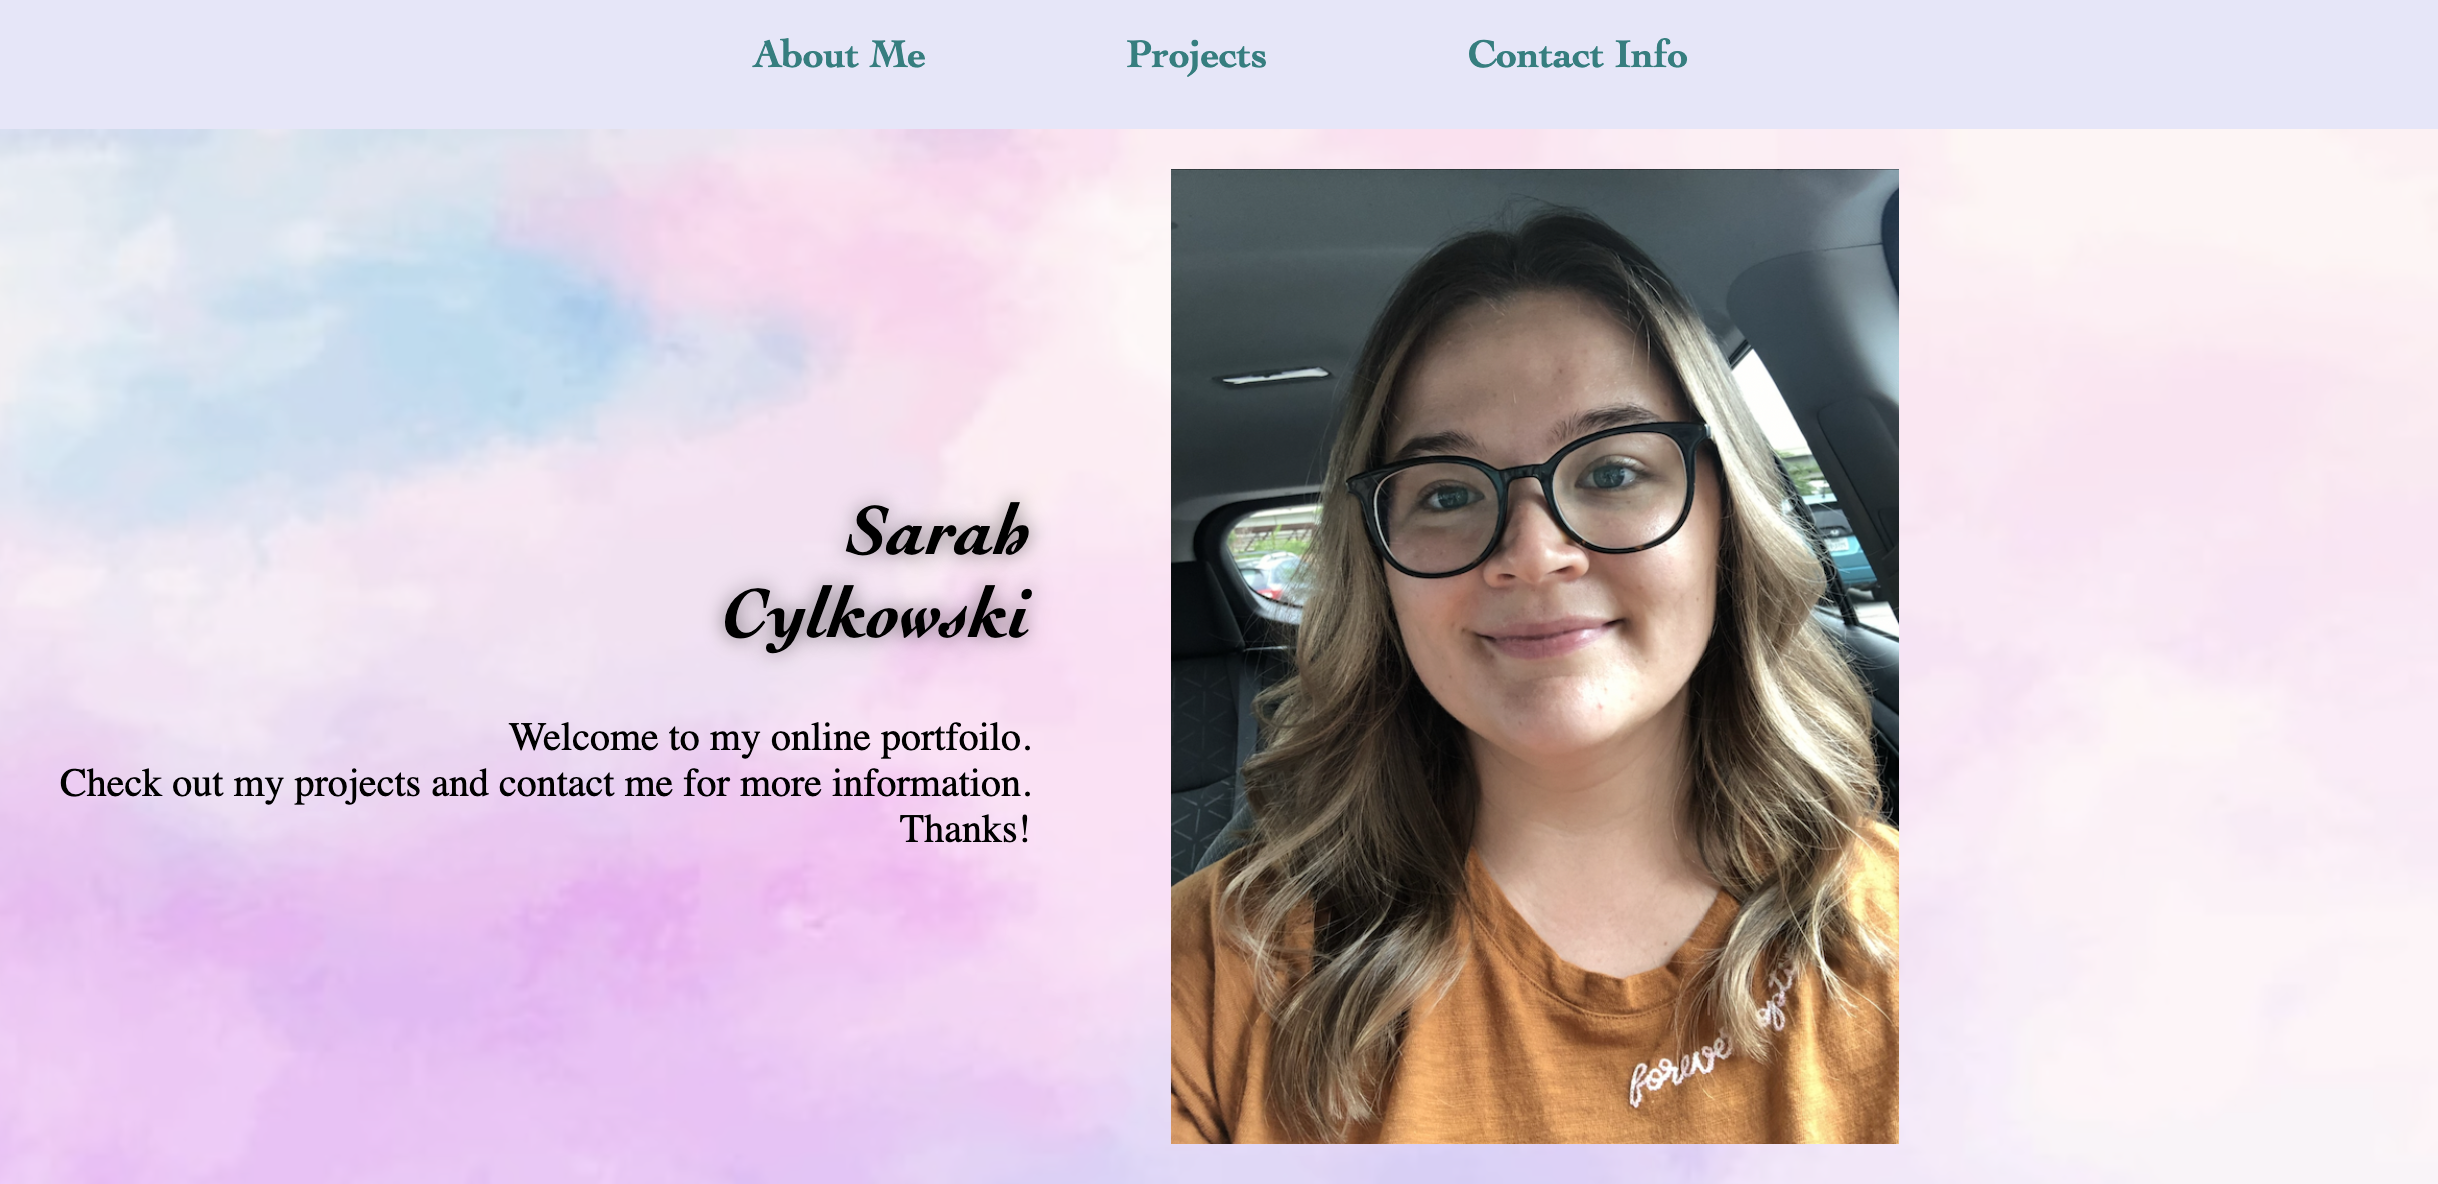 About Me Projects Contact Info
Sarah
Cylkowski
Welcome to my online portfoilo.
Check out my projects and contact me for more information.
Thanks!
forever